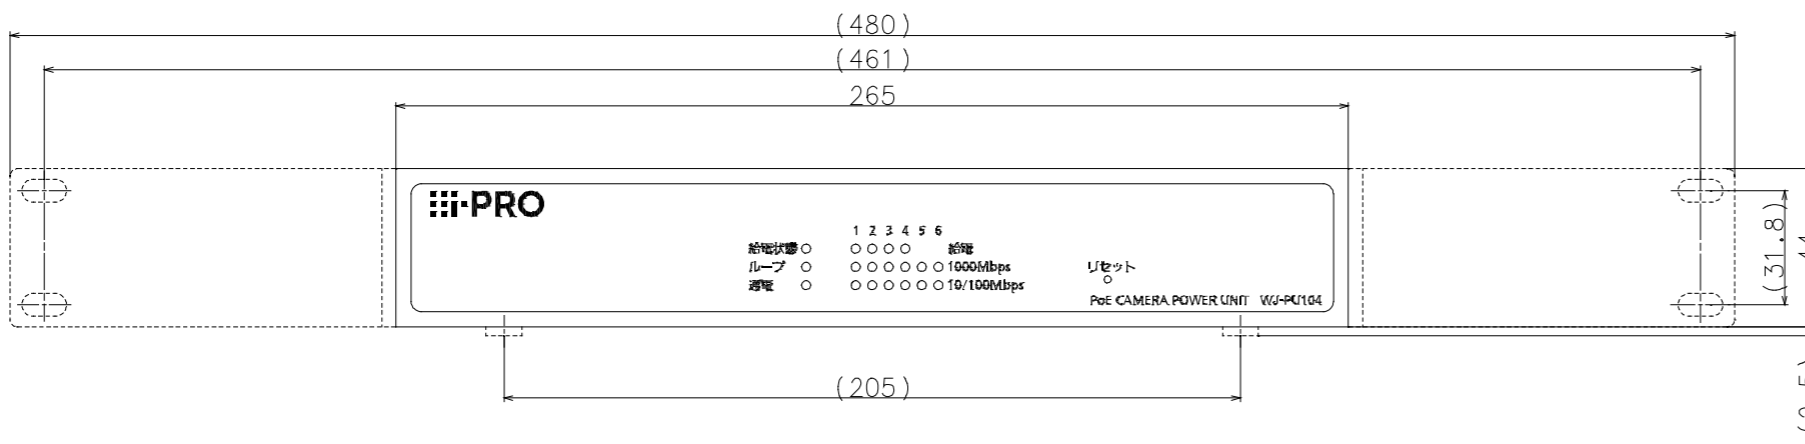 (480)
(461)
265
i-PRO
1 2 3 4 5 6
給電状態 給電
ループ 1000Mbps
通電 10/100Mbps
リセット
PoE CAMERA POWER UNIT WJ-PU104
(31.8)
44
(205)